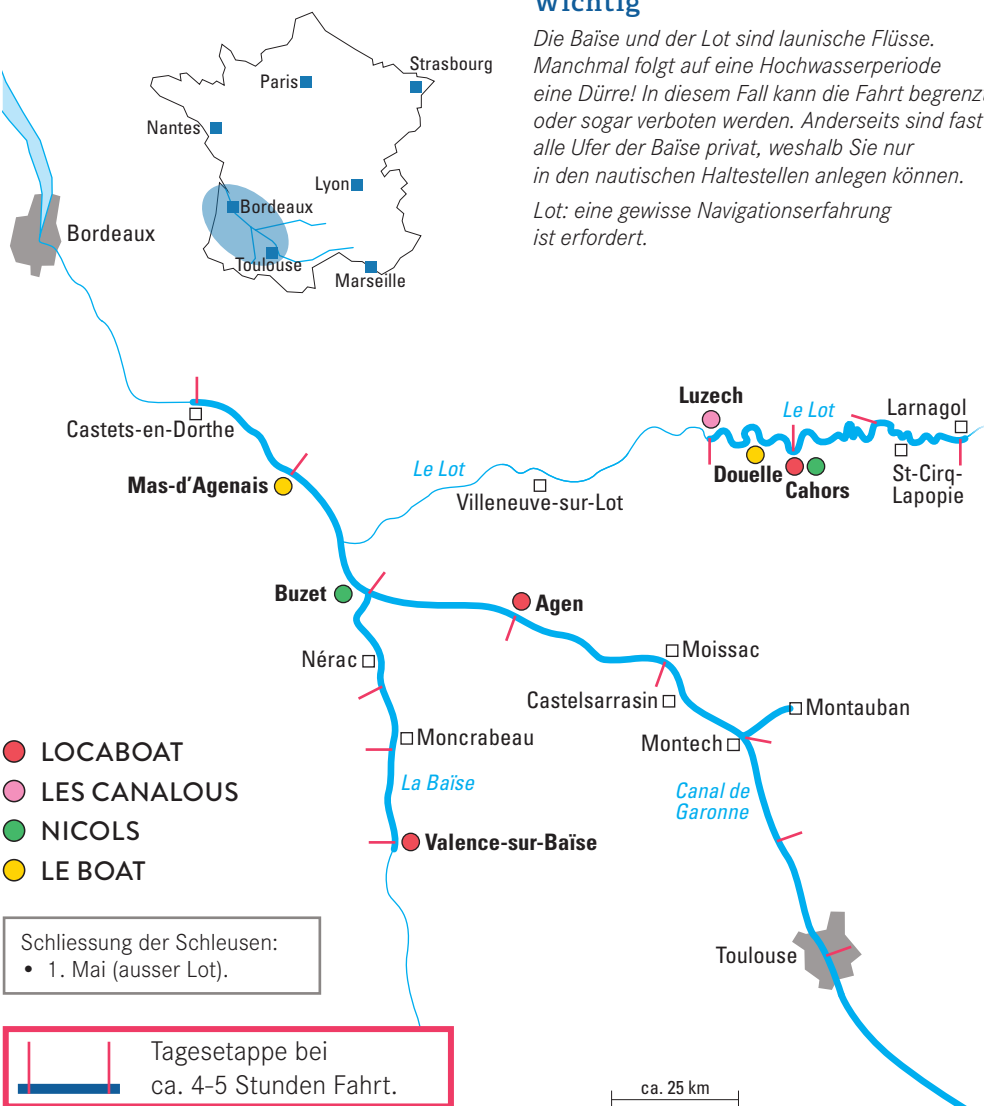 Wichtig
Die Baïse und der Lot sind launische Flüsse.
Manchmal folgt auf eine Hochwasserperiode
eine Dürre! In diesem Fall kann die Fahrt begrenz
oder sogar verboten werden. Anderseits sind fast
alle Ufer der Baïse privat, weshalb Sie nur
in den nautischen Haltestellen anlegen können.
Lot: eine gewisse Navigationserfahrung
ist erfordert.
Paris
Strasbourg
Nantes
Lyon
Bordeaux
Toulouse
Marseille
Bordeaux
Castets-en-Dorthe
Mas-d'Agenais
Le Lot
Villeneuve-sur-Lot
Luzech
Le Lot
Larnagol
Douelle
Cahors
St-Cirq-
Lapopie
Buzet
Agen
Nérac
Moissac
Castelsarrasin
Montauban
Moncrabeau
Montech
La Baïse
Canal de
Garonne
Valence-sur-Baïse
Toulouse
LOCABOAT
LES CANALOUS
NICOLS
LE BOAT
Schliessung der Schleusen:
• 1. Mai (ausser Lot).
Tagesetappe bei
ca. 4-5 Stunden Fahrt.
ca. 25 km